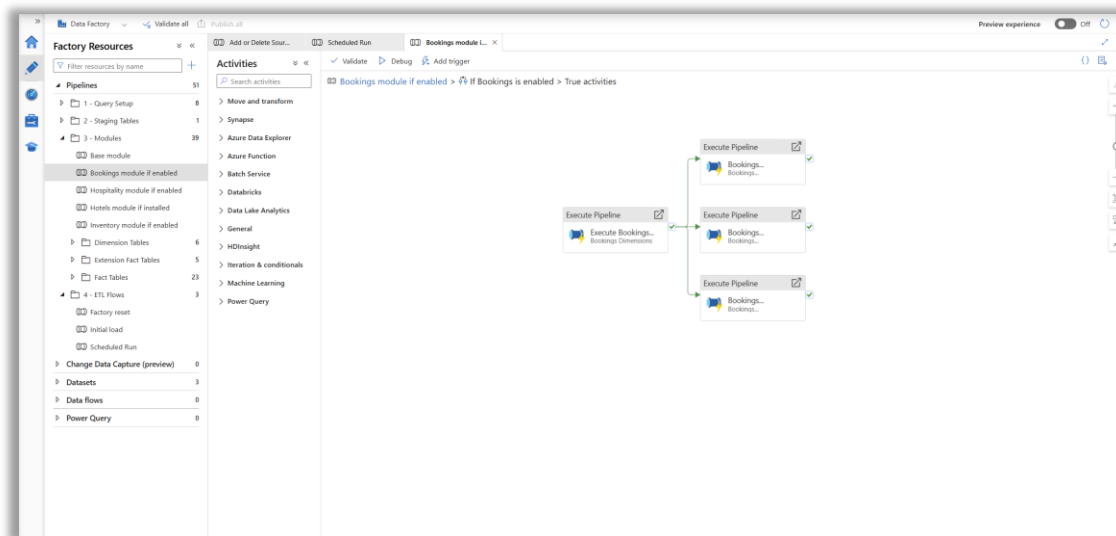 Data Factory
Validate all
Publish all
Preview experience
Off
Factory Resources
Filter resources by name
Pipelines 51
1 - Query Setup 8
2 - Staging Tables 1
3 - Modules 39
Base module
Bookings module if enabled
Hospitality module if enabled
Hotels module if installed
Inventory module if enabled
Dimension Tables 6
Extension Fact Tables 5
Fact Tables 23
4 - ETL Flows 3
Factory reset
Initial load
Scheduled Run
Change Data Capture (preview) 0
Datasets 3
Data flows 0
Power Query 0
Add or Delete Sour...
Scheduled Run
Bookings module i...
Activities
Search activities
Move and transform
Synapse
Azure Data Explorer
Azure Function
Batch Service
Databricks
Data Lake Analytics
General
HDInsight
Iteration & conditionals
Machine Learning
Power Query
Validate
Debug
Add trigger
Bookings module if enabled > If Bookings is enabled > True activities
Execute Pipeline
Bookings...
Bookings...
Execute Pipeline
Execute Bookings...
Bookings Dimensions
Execute Pipeline
Bookings...
Bookings...
Execute Pipeline
Bookings...
Bookings...